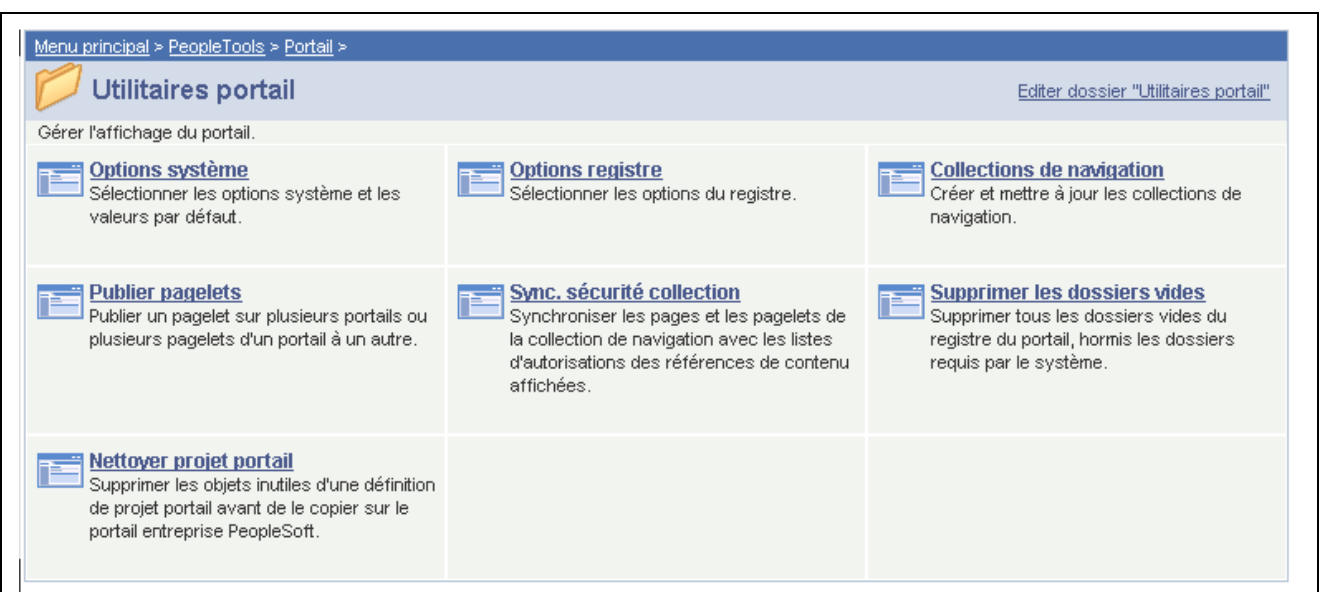 Menu principal > PeopleTools > Portail >
Utilitaires portail
Editer dossier "Utilitaires portail"
Gérer l'affichage du portail.
Options système
Sélectionner les options système et les
valeurs par défaut.
Options registre
Sélectionner les options du registre.
Collections de navigation
Créer et mettre à jour les collections de
navigation.
Publier pagelets
Publier un pagelet sur plusieurs portails ou
plusieurs pagelets d'un portail à un autre.
Sync. sécurité collection
Synchroniser les pages et les pagelets de
la collection de navigation avec les listes
d'autorisations des références de contenu
affichées.
Supprimer les dossiers vides
Supprimer tous les dossiers vides du
registre du portail, hormis les dossiers
requis par le système.
Nettoyer projet portail
Supprimer les objets inutiles d'une définition
de projet portail avant de le copier sur le
portail entreprise PeopleSoft.